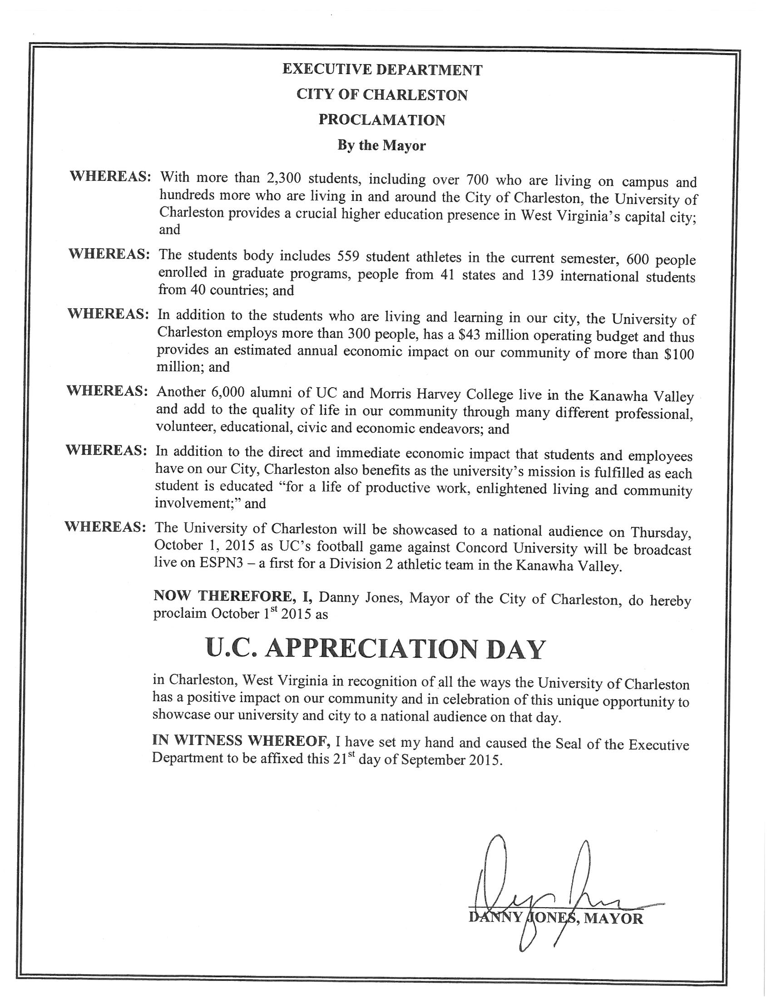 EXECUTIVE DEPARTMENT
CITY OF CHARLESTON
PROCLAMATION
By the Mayor
WHEREAS: With more than 2,300 students, including over 700 who are living on campus and
hundreds more who are living in and around the City of Charleston, the University of
Charleston provides a crucial higher education presence in West Virginia's capital city;
and
WHEREAS: The students body includes 559 student athletes in the current semester, 600 people
enrolled in graduate programs, people from 41 states and 139 international students
from 40 countries; and
WHEREAS: In addition to the students who are living and learning in our city, the University of
Charleston employs more than 300 people, has a $43 million operating budget and thus
provides an estimated annual economic impact on our community of more than $100
million; and
WHEREAS: Another 6,000 alumni of UC and Morris Harvey College live in the Kanawha Valley
and add to the quality of life in our community through many different professional,
volunteer, educational, civic and economic endeavors; and
WHEREAS: In addition to the direct and immediate economic impact that students and employees
have on our City, Charleston also benefits as the university's mission is fulfilled as each
student is educated “for a life of productive work, enlightened living and community
involvement;” and
WHEREAS: The University of Charleston will be showcased to a national audience on Thursday,
October 1, 2015 as UC's football game against Concord University will be broadcast
live on ESPN3 – a first for a Division 2 athletic team in the Kanawha Valley.
NOW THEREFORE, I, Danny Jones, Mayor of the City of Charleston, do hereby
proclaim October 1st 2015 as
U.C. APPRECIATION DAY
in Charleston, West Virginia in recognition of all the ways the University of Charleston
has a positive impact on our community and in celebration of this unique opportunity to
showcase our university and city to a national audience on that day.
IN WITNESS WHEREOF, I have set my hand and caused the Seal of the Executive
Department to be affixed this 21st day of September 2015.
DANNY JONES, MAYOR